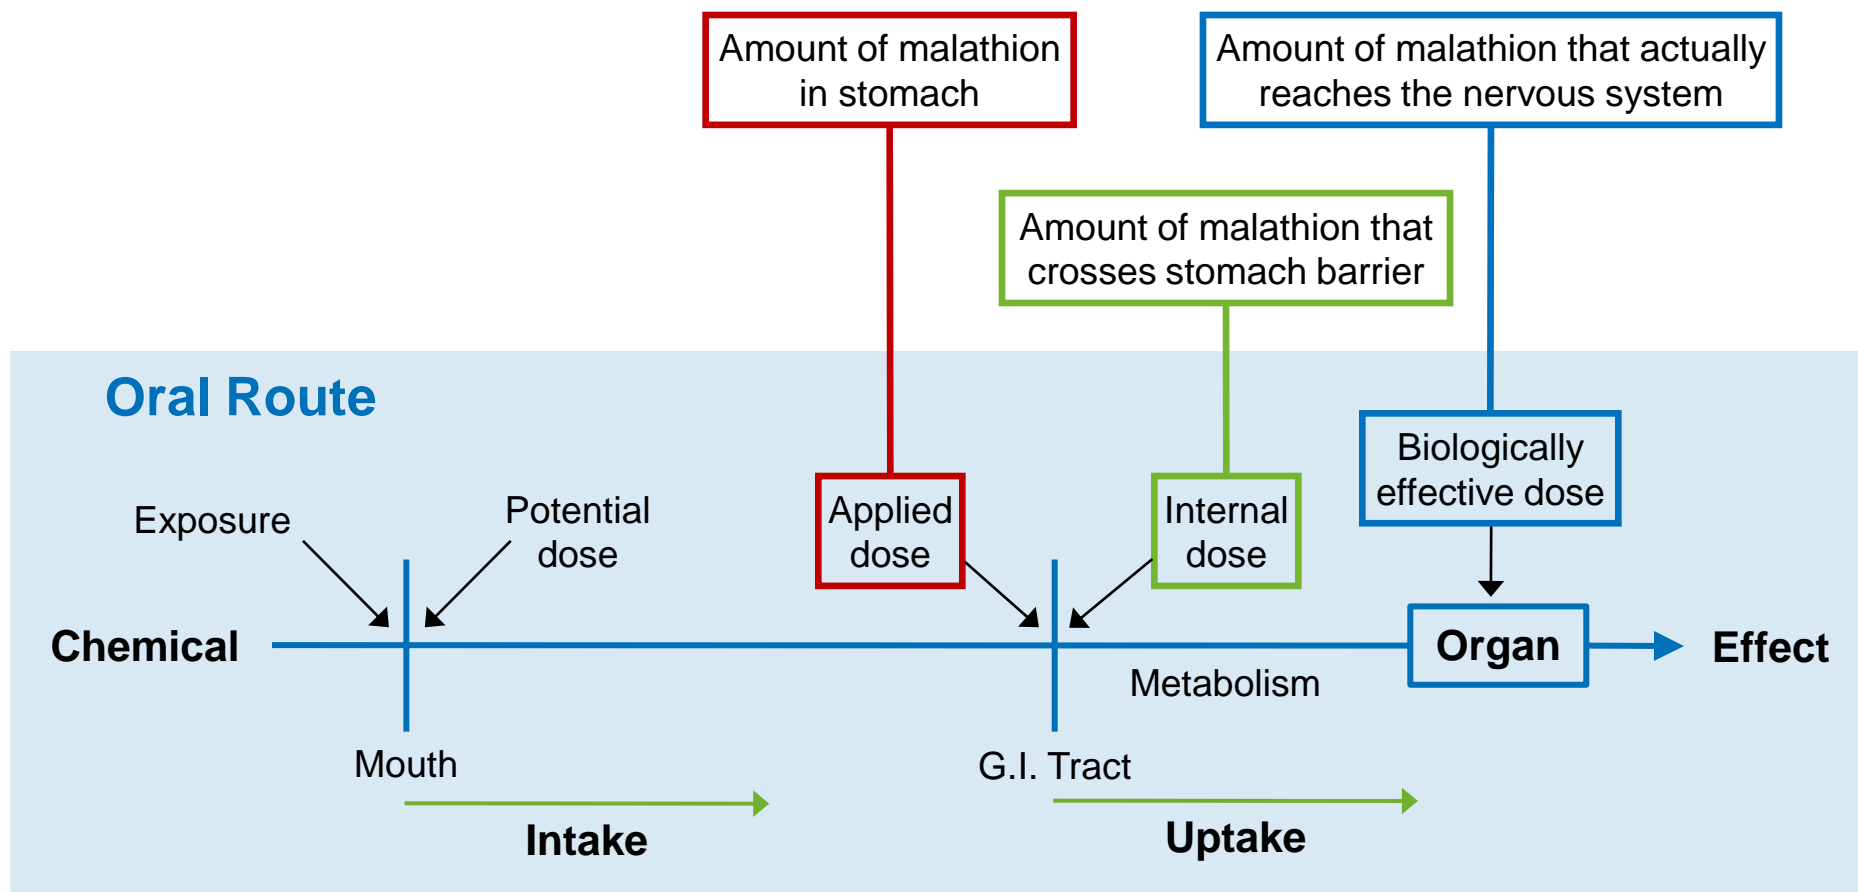 Amount of malathion
in stomach
Amount of malathion that actually
reaches the nervous system
Amount of malathion that
crosses stomach barrier
Oral Route
Exposure
Potential
dose
Applied
dose
Internal
dose
Biologically
effective dose
Chemical
Organ
Effect
Metabolism
Mouth
G.I. Tract
Intake
Uptake